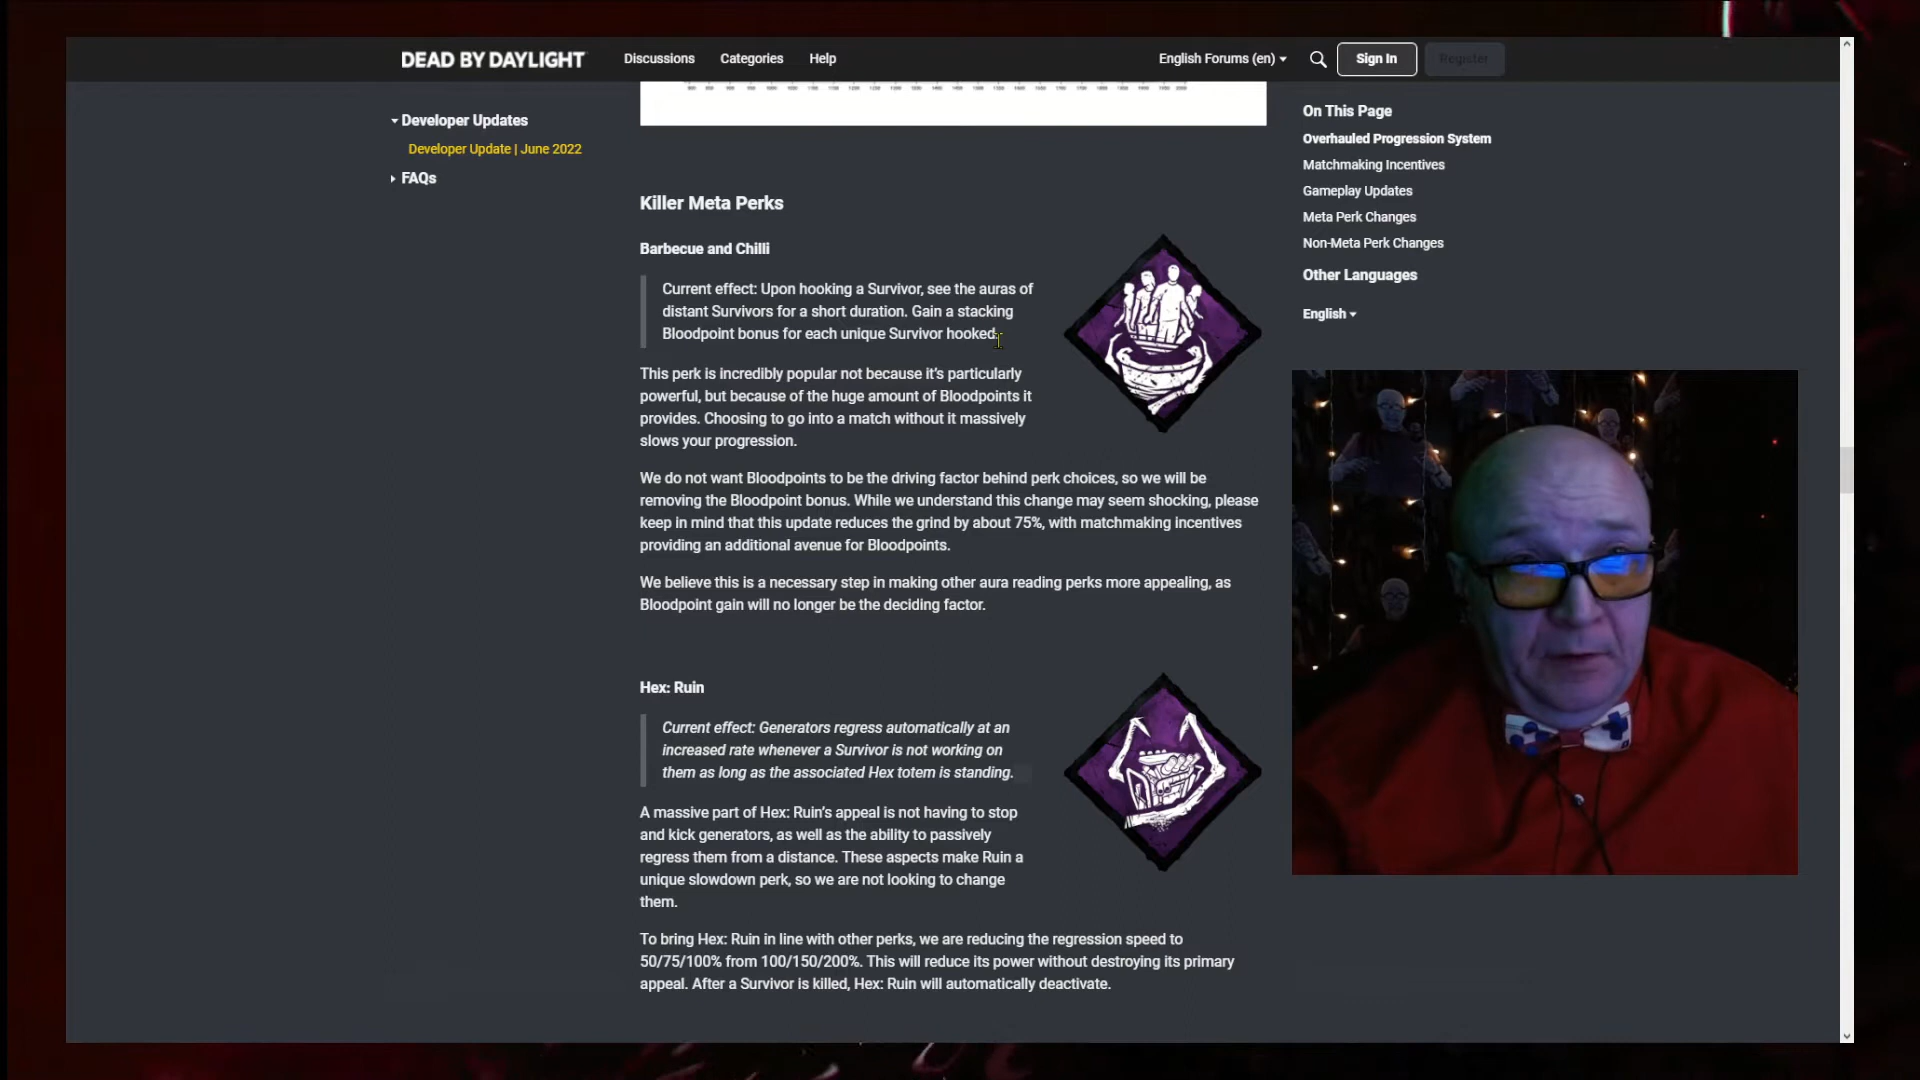 DEAD BY DAYLIGHT
Discussions
Categories
Help
English Forums (en)
Sign In
Register
Developer Updates
Developer Update | June 2022
FAQs
Killer Meta Perks
Barbecue and Chilli
Current effect: Upon hooking a Survivor, see the auras of
distant Survivors for a short duration. Gain a stacking
Bloodpoint bonus for each unique Survivor hooked.
This perk is incredibly popular not because it's particularly
powerful, but because of the huge amount of Bloodpoints it
provides. Choosing to go into a match without it massively
slows your progression.
We do not want Bloodpoints to be the driving factor behind perk choices, so we will be
removing the Bloodpoint bonus. While we understand this change may seem shocking, please
keep in mind that this update reduces the grind by about 75%, with matchmaking incentives
providing an additional avenue for Bloodpoints.
We believe this is a necessary step in making other aura reading perks more appealing, as
Bloodpoint gain will no longer be the deciding factor.
Hex: Ruin
Current effect: Generators regress automatically at an
increased rate whenever a Survivor is not working on
them as long as the associated Hex totem is standing.
A massive part of Hex: Ruin's appeal is not having to stop
and kick generators, as well as the ability to passively
regress them from a distance. These aspects make Ruin a
unique slowdown perk, so we are not looking to change
them.
To bring Hex: Ruin in line with other perks, we are reducing the regression speed to
50/75/100% from 100/150/200%. This will reduce its power without destroying its primary
appeal. After a Survivor is killed, Hex: Ruin will automatically deactivate.
On This Page
Overhauled Progression System
Matchmaking Incentives
Gameplay Updates
Meta Perk Changes
Non-Meta Perk Changes
Other Languages
English